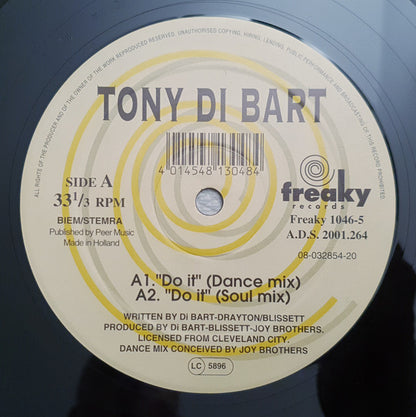 ALL RIGHTS OF THE PRODUCER AND OF THE OWNER OF THE WORK REPRODUCED RESERVED. UNAUTHORISED COPYING, HIRING, LENDING, PUBLIC PERFORMANCE AND BROADCASTING OF THIS RECORD PROHIBITED.
TONY DI BART
4 014548 130484
SIDE A
33 1/3 RPM
BIEM/STEMRA
Published by Peer Music
Made in Holland
freaky
records
Freaky 1046-5
A.D.S. 2001.264
08-032854-20
A1."Do it" (Dance mix)
A2. "Do it" (Soul mix)
WRITTEN BY Di BART-DRAYTON/BLISSETT
PRODUCED BY Di BART-BLISSETT-JOY BROTHERS.
LICENSED FROM CLEVELAND CITY.
DANCE MIX CONCEIVED BY JOY BROTHERS
LC 5896